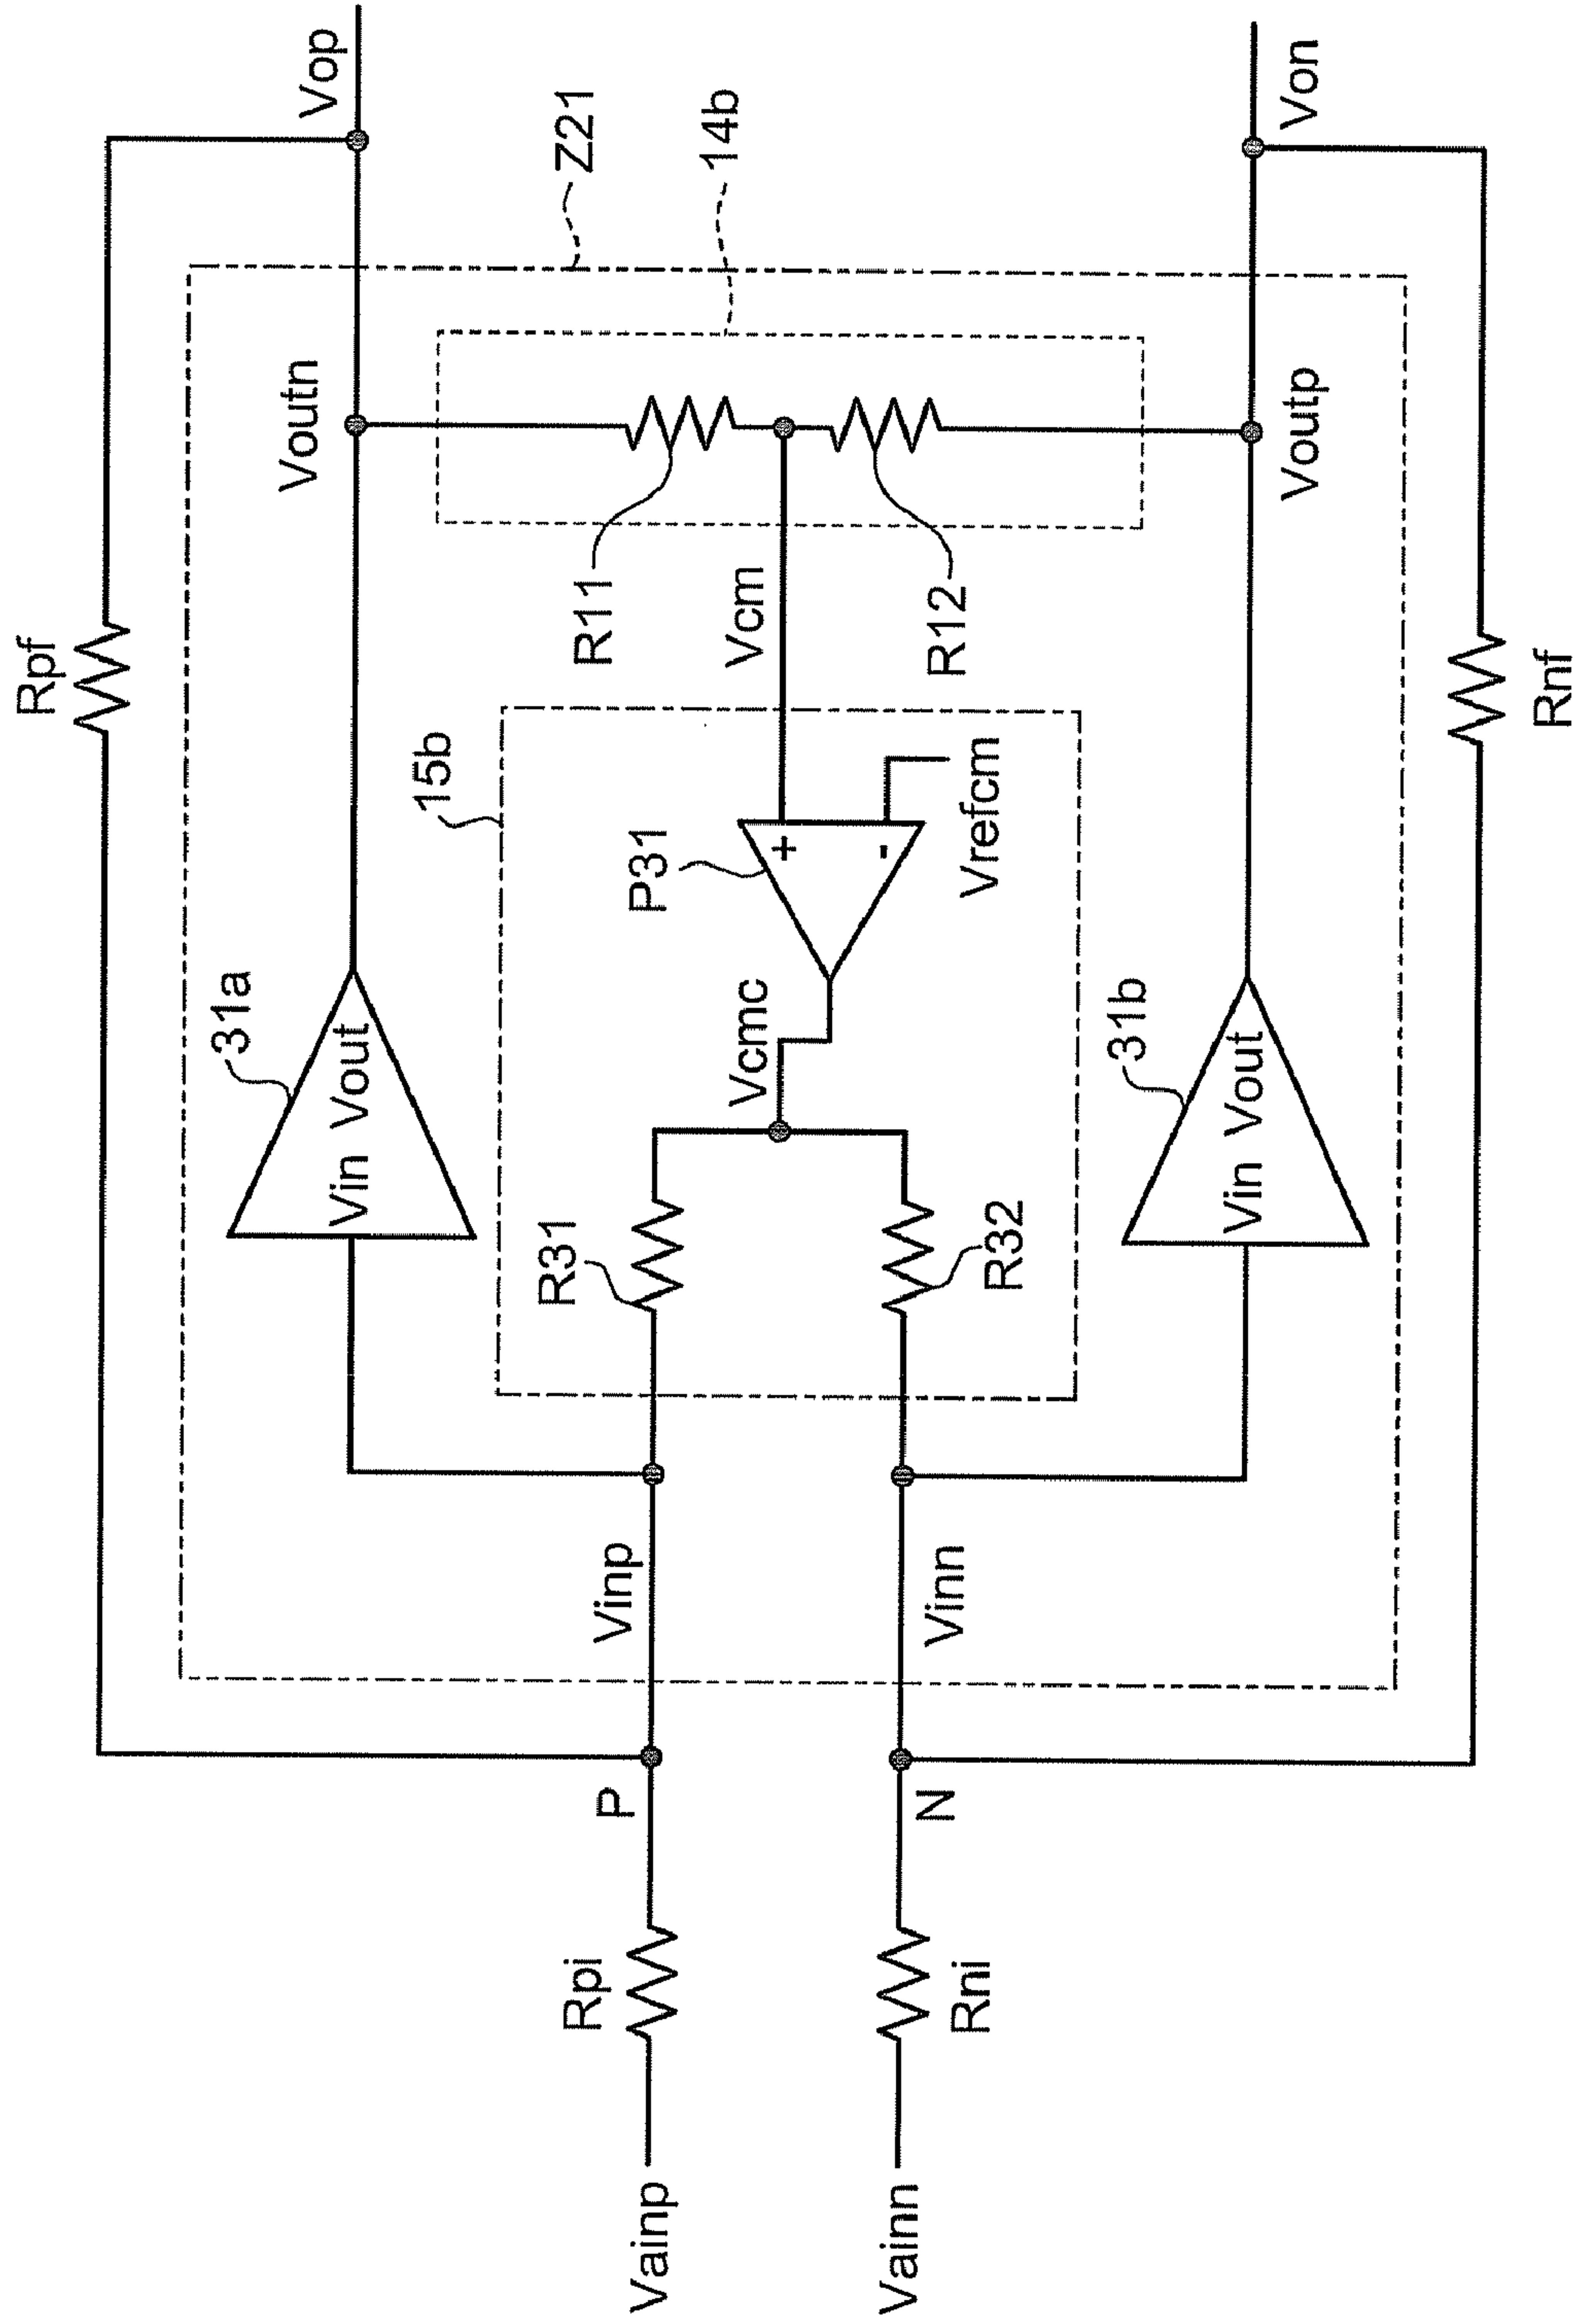 Rpf
Vop
Z21
14b
Voutn
31a
Vin Vout
15b
R11
P31
Vcm
R31
Vcmc
+
-
Vrefcm
R12
R32
Vinp
Vinn
P
N
Rpi
Rni
Vainp
Vainn
31b
Vin Vout
Voutp
Von
Rnf